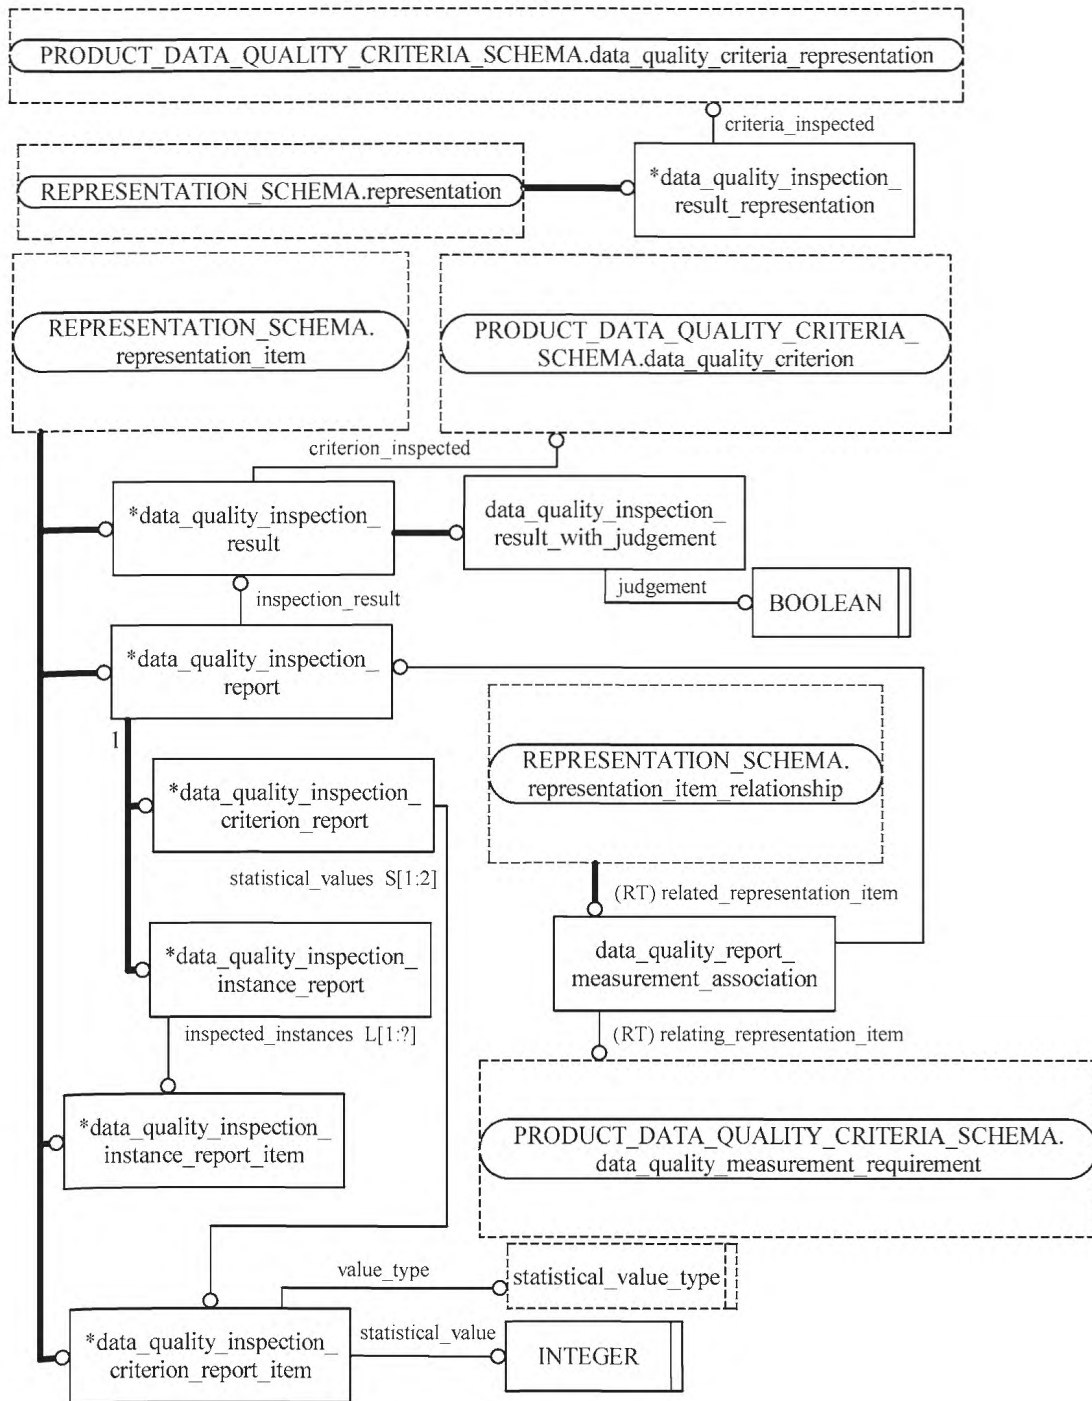 PRODUCT_DATA_QUALITY_CRITERIA_SCHEMA.data_quality_criteria_representation
criteria_inspected
REPRESENTATION_SCHEMA.representation
*data_quality_inspection_
result_representation
REPRESENTATION_SCHEMA.
representation_item
PRODUCT_DATA_QUALITY_CRITERIA_
SCHEMA.data_quality_criterion
criterion_inspected
*data_quality_inspection_
result
data_quality_inspection_
result_with_judgement
judgement
BOOLEAN
inspection_result
*data_quality_inspection_
report
1
REPRESENTATION_SCHEMA.
representation_item_relationship
*data_quality_inspection_
criterion_report
statistical_values S[1:2]
(RT) related_representation_item
data_quality_report_
measurement_association
*data_quality_inspection_
instance_report
inspected_instances L[1:?]
(RT) relating_representation_item
*data_quality_inspection_
instance_report_item
PRODUCT_DATA_QUALITY_CRITERIA_SCHEMA.
data_quality_measurement_requirement
value_type
statistical_value_type
*data_quality_inspection_
criterion_report_item
statistical_value
INTEGER